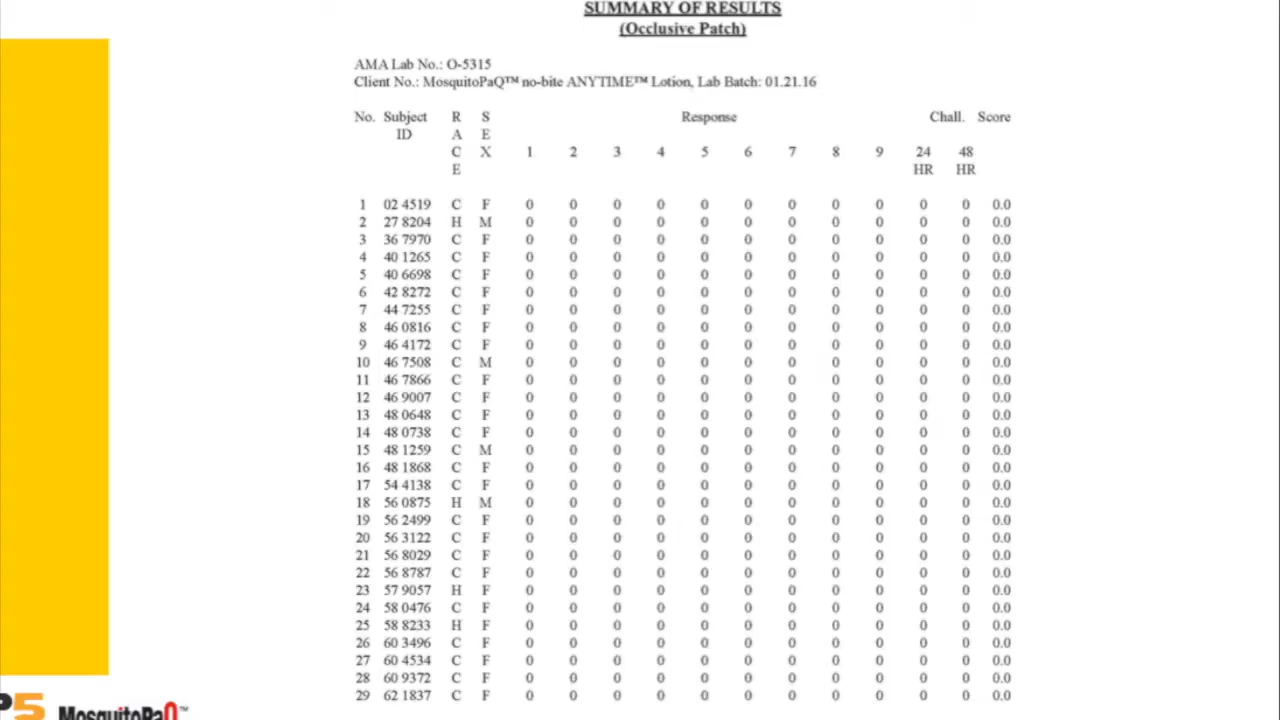 SUMMARY OF RESULTS
(Occlusive Patch)
AMA Lab No.: O-5315
Client No.: MosquitoPaQ™ no-bite ANYTIME™ Lotion, Lab Batch: 01.21.16
No. Subject R S Response Chall. Score
ID A E
C X 1 2 3 4 5 6 7 8 9 24 48
E HR HR
1 02 4519 C F 0 0 0 0 0 0 0 0 0 0 0 0.0
2 27 8204 H M 0 0 0 0 0 0 0 0 0 0 0 0.0
3 36 7970 C F 0 0 0 0 0 0 0 0 0 0 0 0.0
4 40 1265 C F 0 0 0 0 0 0 0 0 0 0 0 0.0
5 40 6698 C F 0 0 0 0 0 0 0 0 0 0 0 0.0
6 42 8272 C F 0 0 0 0 0 0 0 0 0 0 0 0.0
7 44 7255 C F 0 0 0 0 0 0 0 0 0 0 0 0.0
8 46 0816 C F 0 0 0 0 0 0 0 0 0 0 0 0.0
9 46 4172 C F 0 0 0 0 0 0 0 0 0 0 0 0.0
10 46 7508 C M 0 0 0 0 0 0 0 0 0 0 0 0.0
11 46 7866 C F 0 0 0 0 0 0 0 0 0 0 0 0.0
12 46 9007 C F 0 0 0 0 0 0 0 0 0 0 0 0.0
13 48 0648 C F 0 0 0 0 0 0 0 0 0 0 0 0.0
14 48 0738 C F 0 0 0 0 0 0 0 0 0 0 0 0.0
15 48 1259 C M 0 0 0 0 0 0 0 0 0 0 0 0.0
16 48 1868 C F 0 0 0 0 0 0 0 0 0 0 0 0.0
17 54 4138 C F 0 0 0 0 0 0 0 0 0 0 0 0.0
18 56 0875 H M 0 0 0 0 0 0 0 0 0 0 0 0.0
19 56 2499 C F 0 0 0 0 0 0 0 0 0 0 0 0.0
20 56 3122 C F 0 0 0 0 0 0 0 0 0 0 0 0.0
21 56 8029 C F 0 0 0 0 0 0 0 0 0 0 0 0.0
22 56 8787 C F 0 0 0 0 0 0 0 0 0 0 0 0.0
23 57 9057 H F 0 0 0 0 0 0 0 0 0 0 0 0.0
24 58 0476 C F 0 0 0 0 0 0 0 0 0 0 0 0.0
25 58 8233 H F 0 0 0 0 0 0 0 0 0 0 0 0.0
26 60 3496 C F 0 0 0 0 0 0 0 0 0 0 0 0.0
27 60 4534 C F 0 0 0 0 0 0 0 0 0 0 0 0.0
28 60 9372 C F 0 0 0 0 0 0 0 0 0 0 0 0.0
29 62 1837 C F 0 0 0 0 0 0 0 0 0 0 0 0.0
P5 MosquitoPaQ™